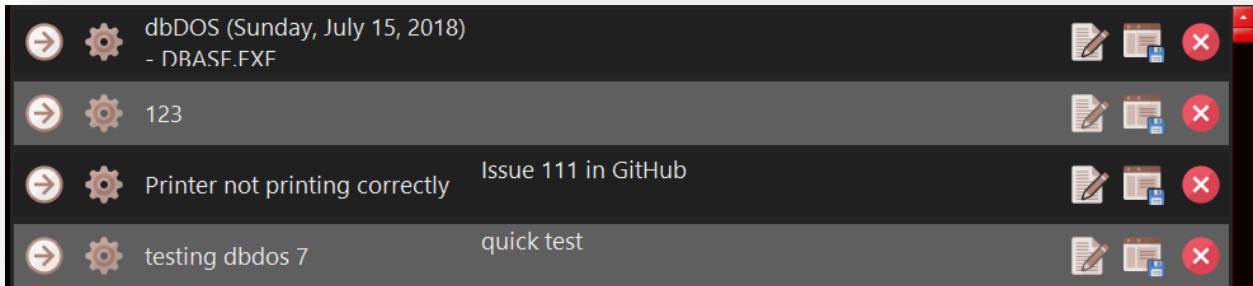 dbDOS (Sunday, July 15, 2018)
- DBASE.EXE
123
Printer not printing correctly
Issue 111 in GitHub
testing dbdos 7
quick test